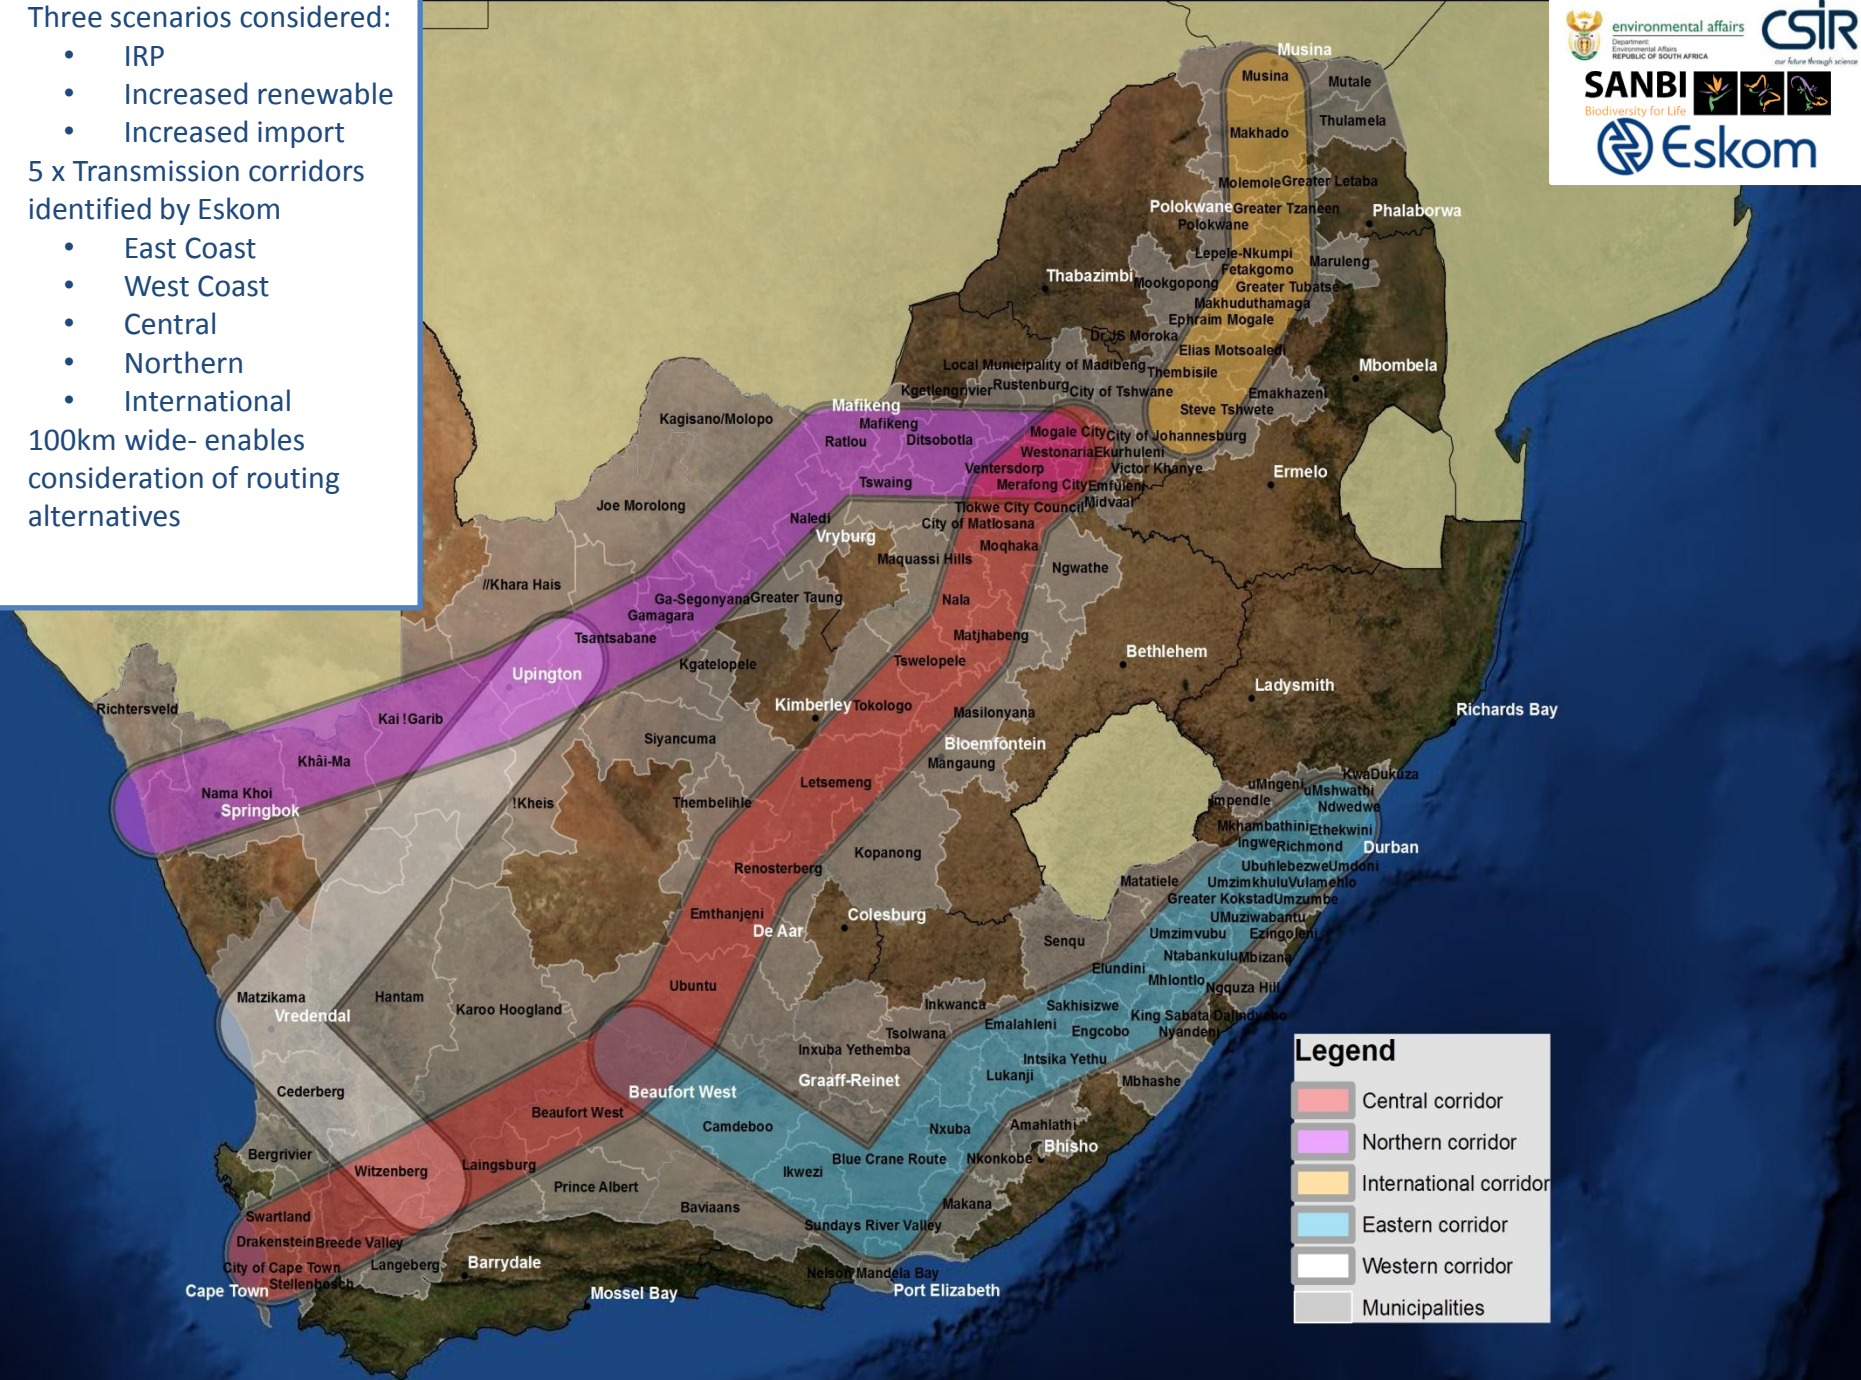 Three scenarios considered:
• IRP
• Increased renewable
• Increased import
5 x Transmission corridors
identified by Eskom
• East Coast
• West Coast
• Central
• Northern
• International
100km wide- enables
consideration of routing
alternatives
environmental affairs
Department:
Environmental Affairs
REPUBLIC OF SOUTH AFRICA
CSIR
our future through science
SANBI
Biodiversity for Life
Eskom
Musina
Musina
Mutale
Thulamela
Makhado
Molemole
Greater Letaba
Polokwane
Greater Tzaneen
Phalaborwa
Polokwane
Lepele-Nkumpi
Maruleng
Fetakgomo
Thabazimbi
Mookgopong
Greater Tubatse
Makhuduthamaga
Ephraim Mogale
Dr JS Moroka
Elias Motsoaledi
Local Municipality of Madibeng
Thembisile
Mbombela
Kgetlengrivier
Rustenburg
City of Tshwane
Emakhazeni
Mafikeng
Steve Tshwete
Kagisano/Molopo
Mafikeng
Ratlou
Ditsobotla
Mogale City
City of Johannesburg
Westonaria
Ekurhuleni
Ventersdorp
Victor Khanye
Ermelo
Tswaing
Merafong City
Emfuleni
Midvaal
Joe Morolong
Tlokwe City Council
Naledi
City of Matlosana
Vryburg
Moqhaka
Maquassi Hills
Ngwathe
//Khara Hais
Ga-Segonyana
Greater Taung
Nala
Gamagara
Tsantsabane
Matjhabeng
Kgatelopele
Tswelopele
Bethlehem
Upington
Ladysmith
Richtersveld
Kai !Garib
Kimberley
Tokologo
Masilonyana
Richards Bay
Siyancuma
Bloemfontein
Khâi-Ma
Mangaung
Nama Khoi
Springbok
!Kheis
Thembelihle
Letsemeng
KwaDukuza
uMngeni
uMshwathi
Impendle
Ndwedwe
Mkhambathini
Ethekwini
Ingwe
Richmond
Durban
Renosterberg
Kopanong
Ubuhlebezwe
Umdoni
Matatiele
Umzimkhulu
Vulamehlo
Greater Kokstad
Umzumbe
Emthanjeni
De Aar
Colesburg
UMuziwabantu
Umzimvubu
Ezingoleni
Senqu
Ntabankulu
Mbizana
Elundini
Mhlontlo
Ngquza Hill
Ubuntu
Matzikama
Vredendal
Hantam
Karoo Hoogland
Inkwanca
Sakhisizwe
King Sabata Dalindyebo
Emalahleni
Engcobo
Nyandeni
Tsolwana
Inxuba Yethemba
Intsika Yethu
Lukanji
Graaff-Reinet
Mbhashe
Cederberg
Beaufort West
Beaufort West
Camdeboo
Nxuba
Amahlathi
Bhisho
Bergrivier
Witzenberg
Laingsburg
Ikwezi
Blue Crane Route
Nkonkobe
Prince Albert
Baviaans
Makana
Swartland
Sundays River Valley
Drakenstein
Breede Valley
City of Cape Town
Langeberg
Barrydale
Nelson Mandela Bay
Stellenbosch
Cape Town
Mossel Bay
Port Elizabeth
Legend
Central corridor
Northern corridor
International corridor
Eastern corridor
Western corridor
Municipalities